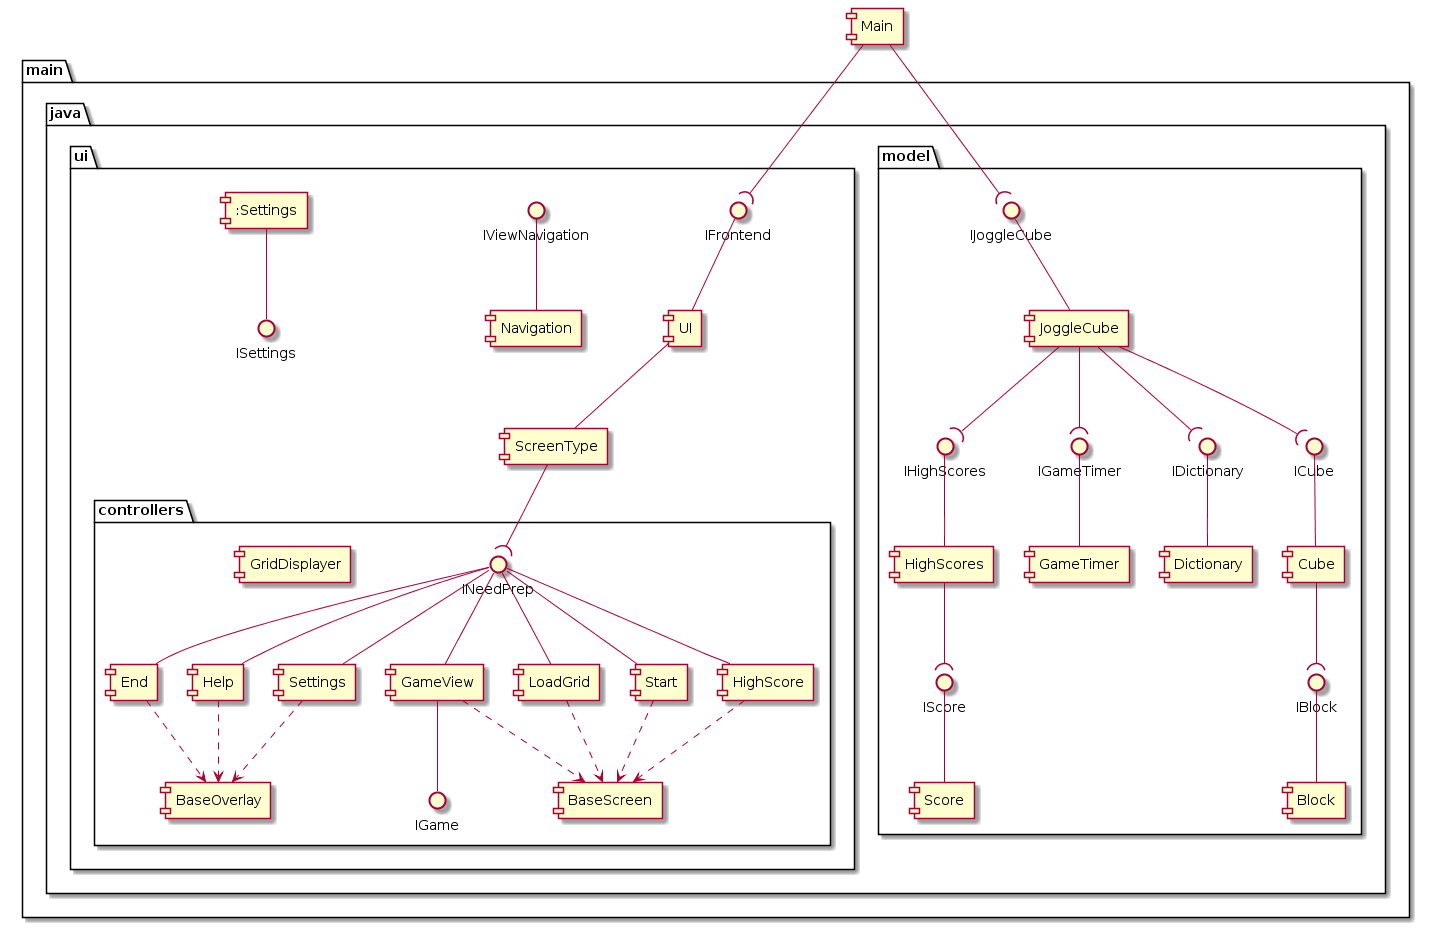 Main
main
java
ui
model
:Settings
IViewNavigation
IFrontend
IJoggleCube
ISettings
Navigation
UI
JoggleCube
ScreenType
IHighScores
IGameTimer
IDictionary
ICube
controllers
GridDisplayer
INeedPrep
HighScores
GameTimer
Dictionary
Cube
End
Help
Settings
GameView
LoadGrid
Start
HighScore
IScore
IBlock
BaseOverlay
IGame
BaseScreen
Score
Block